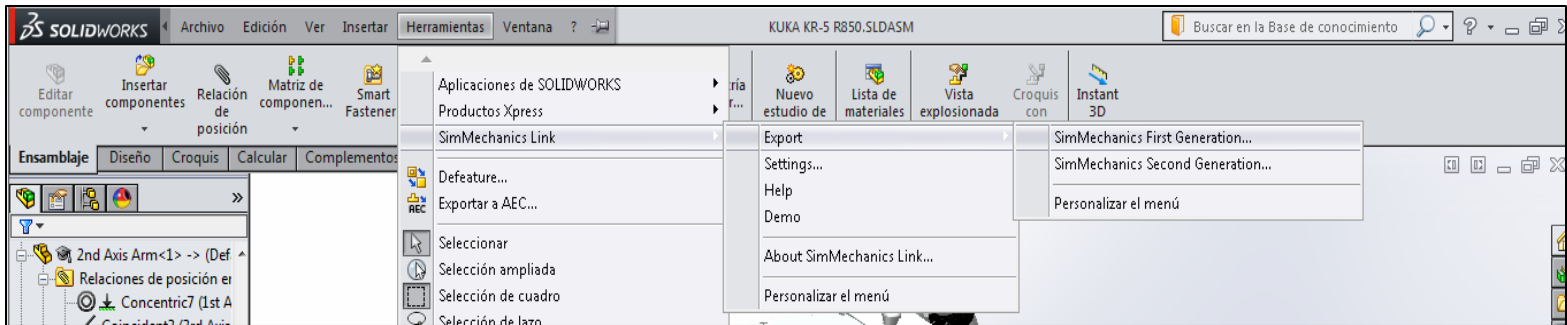 SOLIDWORKS Archivo Edición Ver Insertar Herramientas Ventana ? KUKA KR-5 R850.SLDASM Buscar en la Base de conocimiento ?
Editar
componente
Insertar
componentes
Relación
de
posición
Matriz de
componen...
Smart
Fastener
Nuevo
estudio de
Lista de
materiales
Vista
explosionada
Croquis
con
Instant
3D
Ensamblaje Diseño Croquis Calcular Complementos
»
2nd Axis Arm<1> -> (Def
Relaciones de posición en
Concentric7 (1st A
Aplicaciones de SOLIDWORKS
Productos Xpress
SimMechanics Link
Defeature...
AEC Exportar a AEC...
Seleccionar
Selección ampliada
Selección de cuadro
Selección de lazo
Export
Settings...
Help
Demo
About SimMechanics Link...
Personalizar el menú
SimMechanics First Generation...
SimMechanics Second Generation...
Personalizar el menú